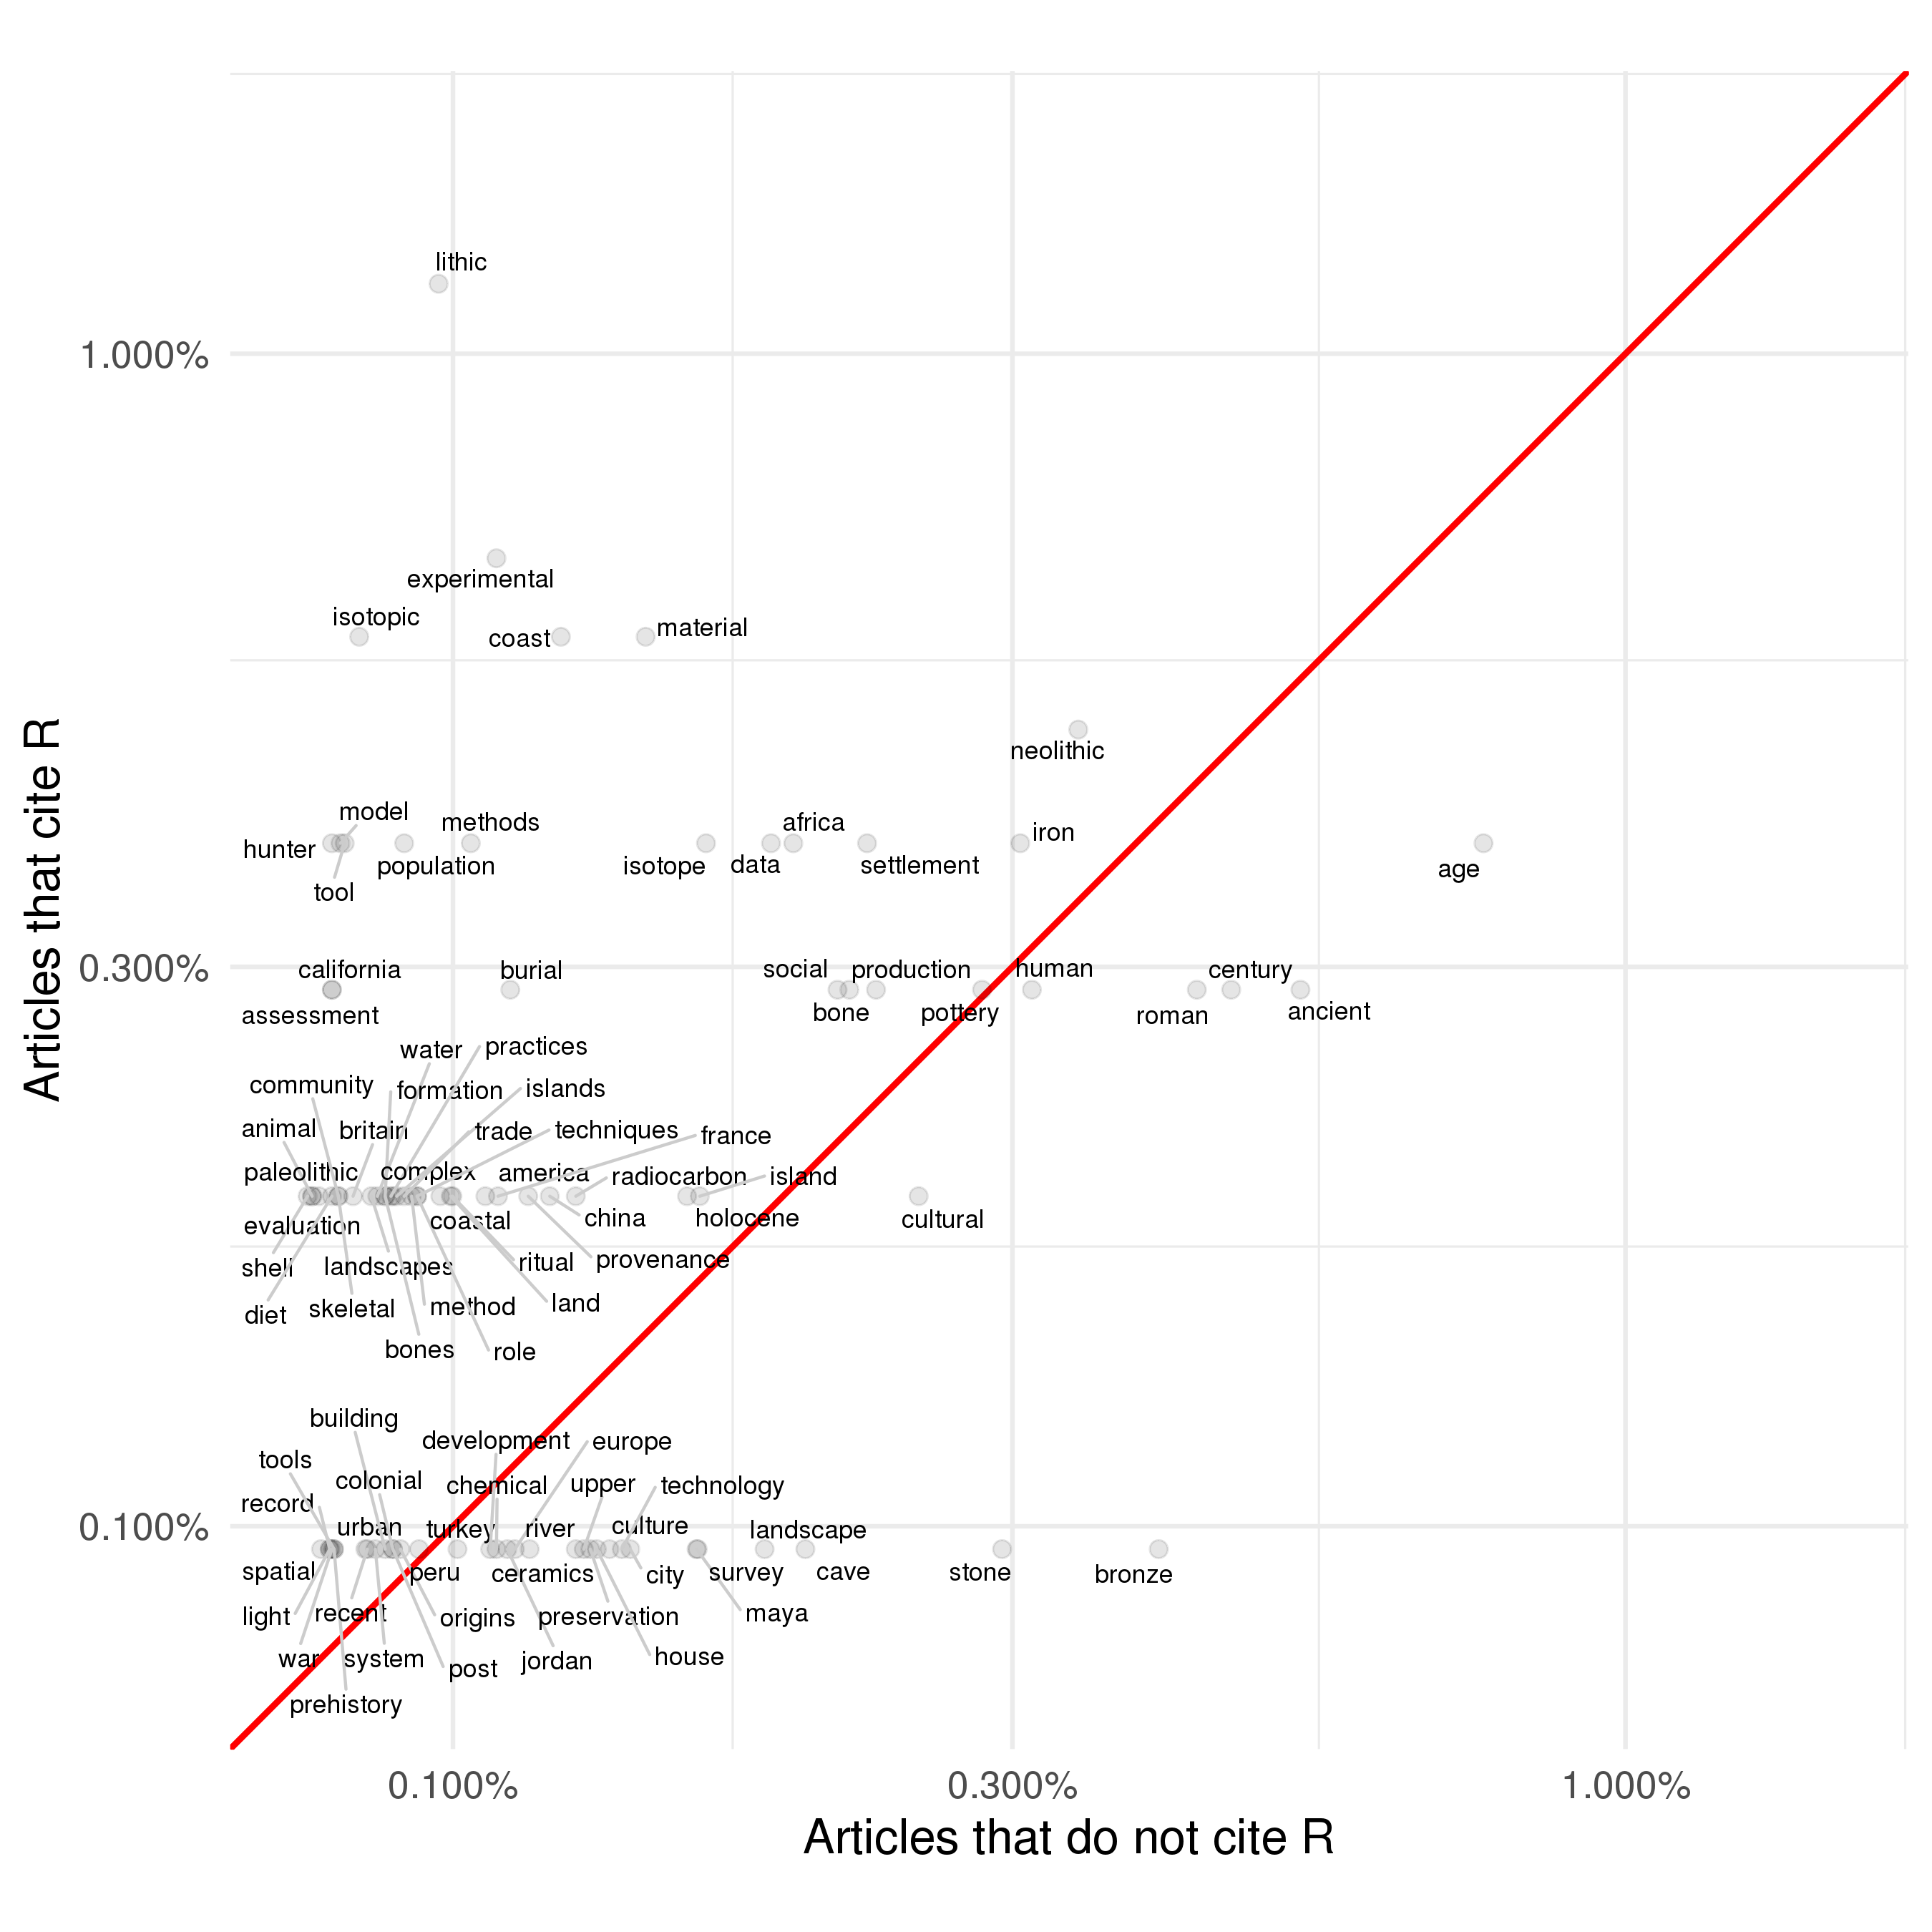 lithic
1.000%
experimental
isotopic
material
coast
neolithic
Articles that cite R
model
methods
africa
iron
hunter
population
isotope
data
settlement
age
tool
0.300%
california
burial
social
production
human
century
assessment
bone
pottery
roman
ancient
water
practices
community
formation
islands
animal
britain
trade
techniques
france
paleolithic
complex
america
radiocarbon
island
evaluation
coastal
china
holocene
cultural
shell
landscapes
ritual
provenance
diet
skeletal
method
land
bones
role
building
development
europe
tools
colonial
chemical
upper
technology
record
0.100%
urban
turkey
river
culture
landscape
spatial
peru
ceramics
city
survey
cave
stone
bronze
light
recent
origins
preservation
maya
war
system
post
jordan
house
prehistory
0.100%
0.300%
1.000%
Articles that do not cite R